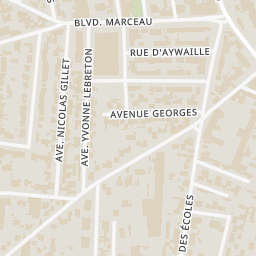 BLVD. MARCEAU
RUE D'AYWAILLE
AVE. NICOLAS GILLET
AVE. YVONNE LEBRETON
AVENUE GEORGES
DES ÉCOLES